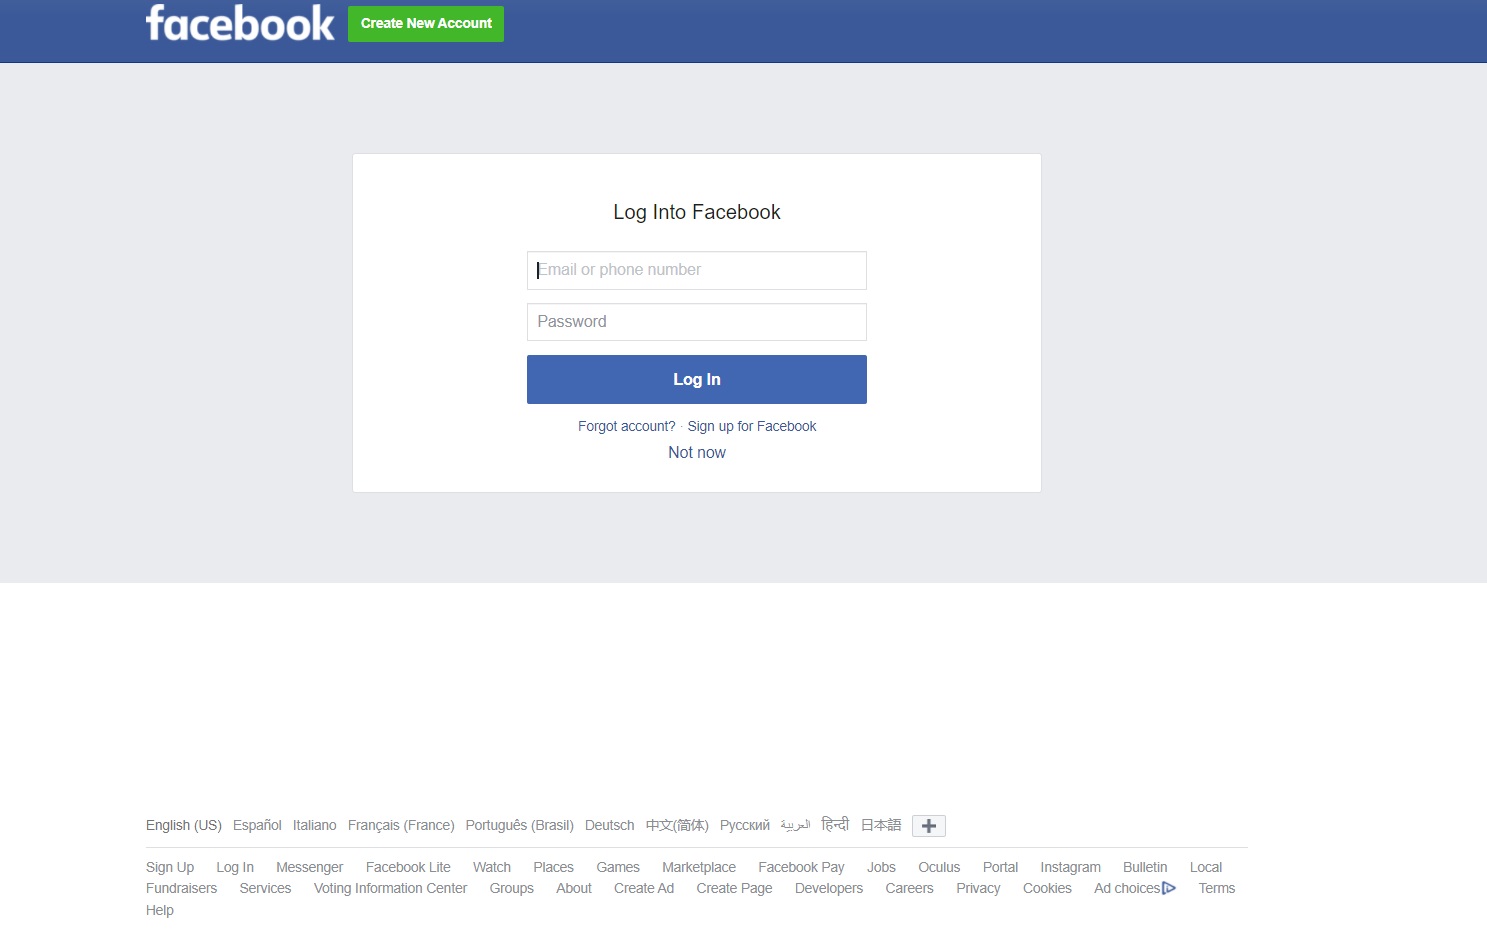 facebook Create New Account
Log Into Facebook
Email or phone number
Password
Log In
Forgot account? · Sign up for Facebook
Not now
English (US) Español Italiano Français (France) Português (Brasil) Deutsch 中文(简体) Русский العربية हिन्दी 日本語
Sign Up Log In Messenger Facebook Lite Watch Places Games Marketplace Facebook Pay Jobs Oculus Portal Instagram Bulletin Local
Fundraisers Services Voting Information Center Groups About Create Ad Create Page Developers Careers Privacy Cookies Ad choices Terms
Help